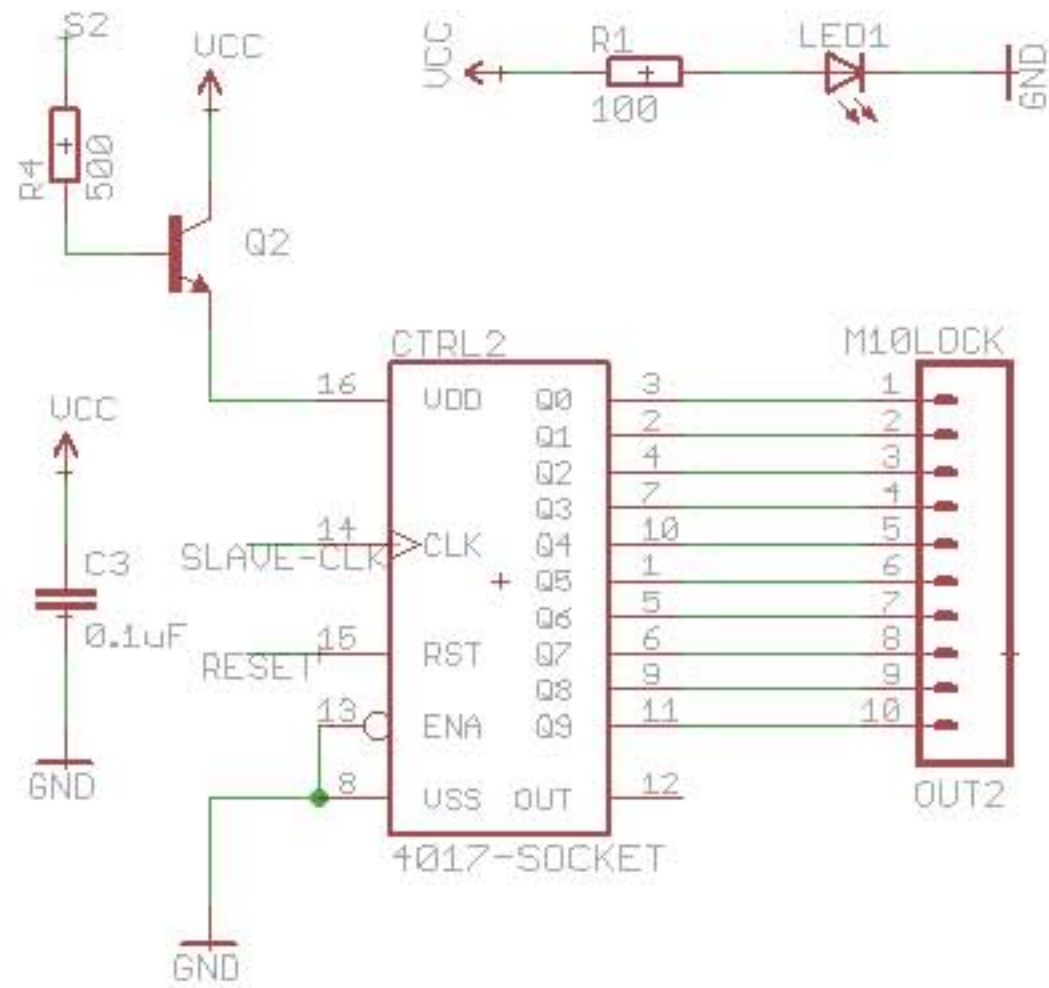 S2
VCC
R4
500
Q2
VCC
R1
100
LED1
GND
CTRL2
M10LOCK
16 VDD Q0 3 1
Q1 2 2
Q2 4 3
Q3 7 4
14 CLK Q4 10 5
SLAVE-CLK
Q5 1 6
Q6 5 7
15 RST Q7 6 8
RESET
Q8 9 9
13 ENA Q9 11 10
8 VSS OUT 12
OUT2
4017-SOCKET
VCC
C3
0.1uF
GND
GND